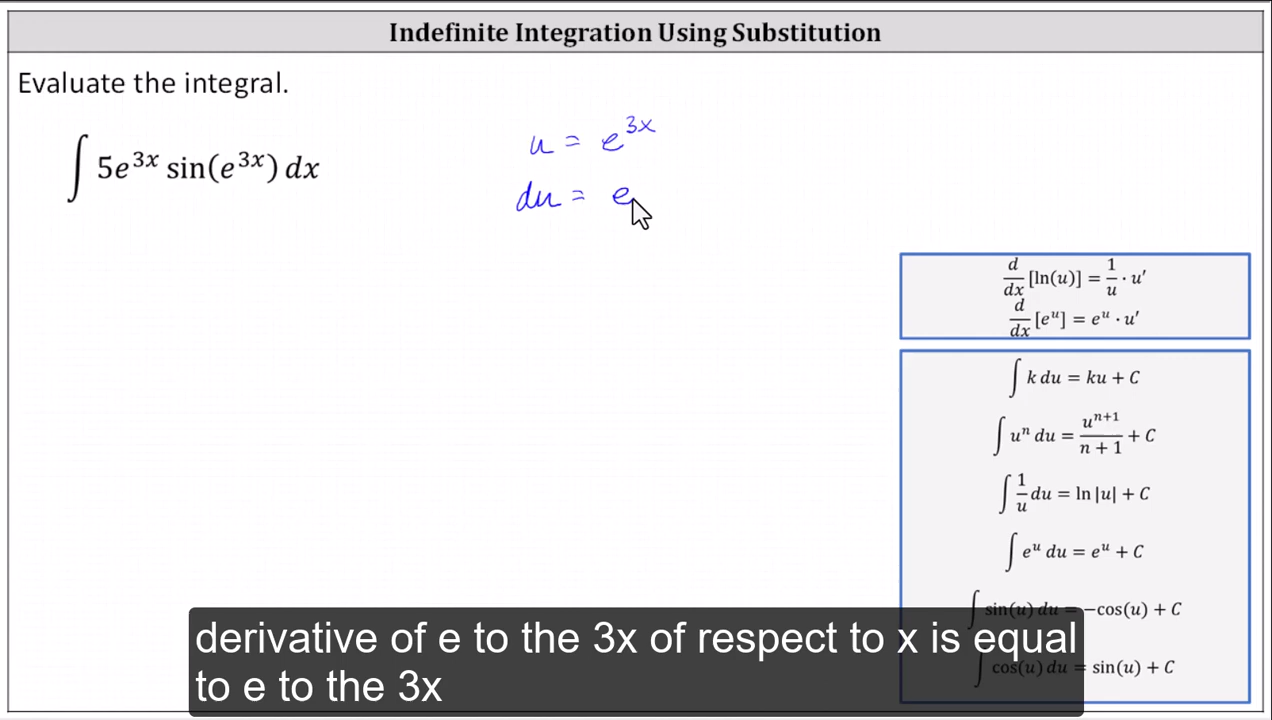 Indefinite Integration Using Substitution
Evaluate the integral.
∫ 5e^{3x} sin(e^{3x}) dx
u = e^{3x}
du = e
d/dx [ln(u)] = 1/u · u′
d/dx [e^u] = e^u · u′
∫ k du = ku + C
∫ u^n du = u^{n+1}/(n + 1) + C
∫ 1/u du = ln |u| + C
∫ e^u du = e^u + C
∫ sin(u) du = −cos(u) + C
∫ cos(u) du = sin(u) + C
derivative of e to the 3x of respect to x is equal
to e to the 3x